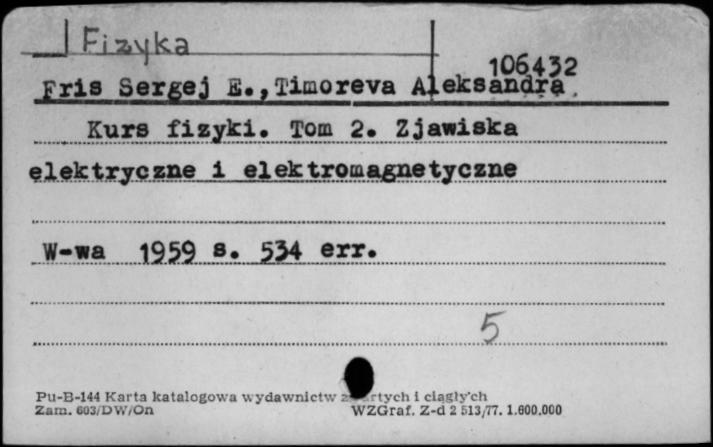 Fizyka
106432
Fris Sergej E., Timoreva Aleksandra.
Kurs fizyki. Tom 2. Zjawiska
elektryczne i elektromagnetyczne
W-wa 1959 s. 534 err.
5
Pu-B-144 Karta katalogowa wydawnictw i ciągłych
Zam. 603/DW/On WZGraf. Z-d 2 513/77. 1.600.000